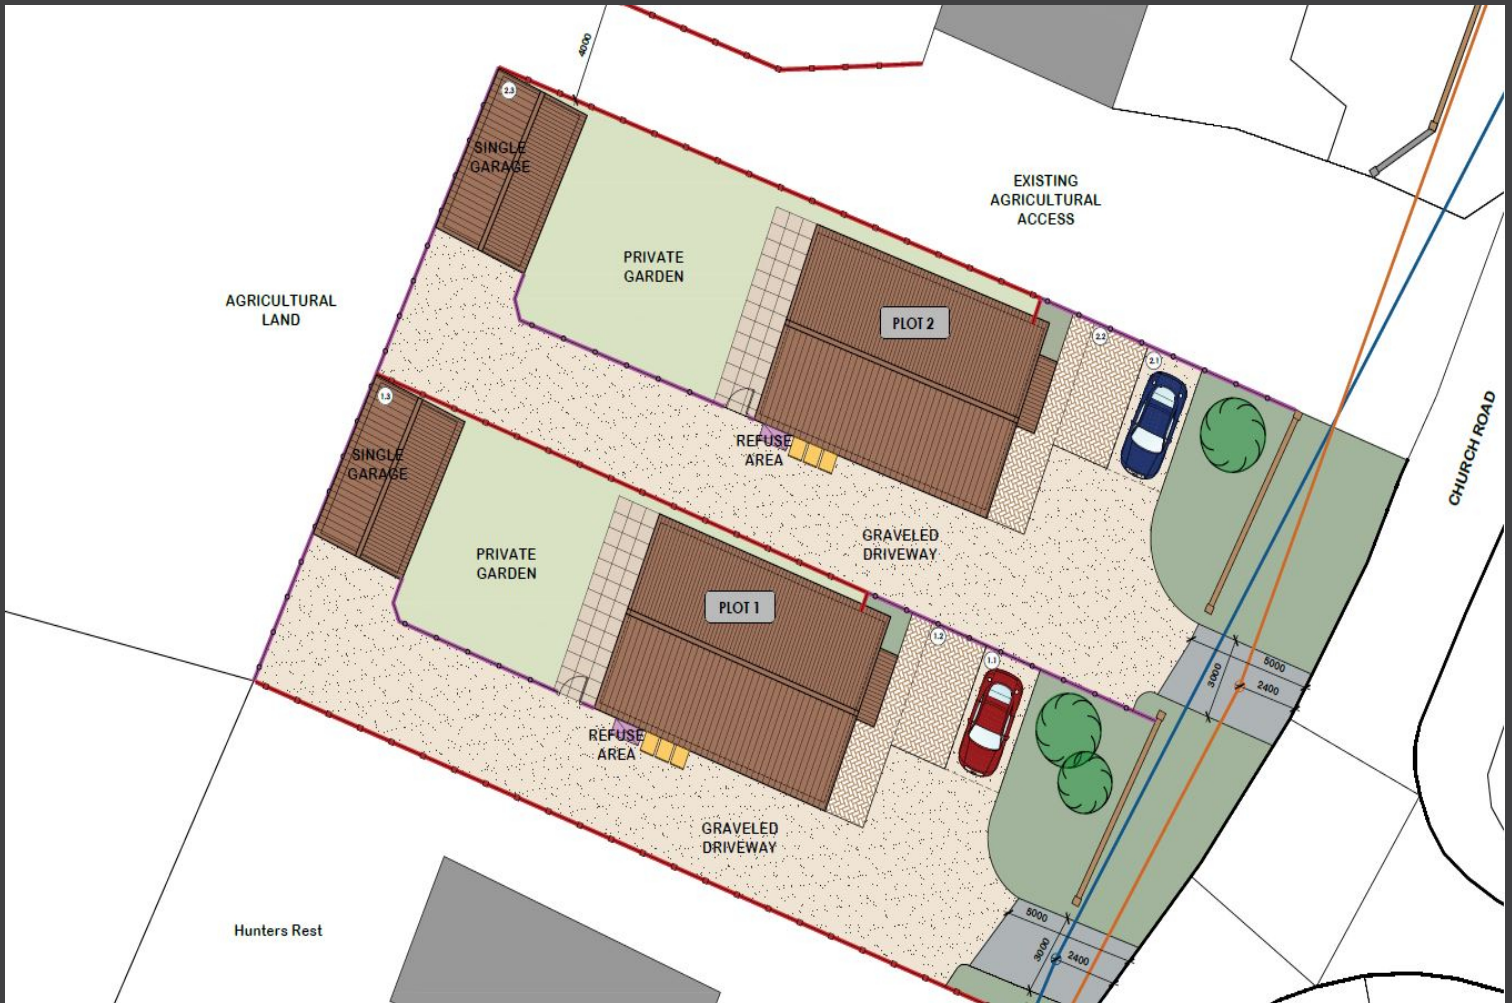 4000
2.3
SINGLE
GARAGE
EXISTING
AGRICULTURAL
ACCESS
PRIVATE
GARDEN
AGRICULTURAL
LAND
PLOT 2
2.2
2.1
1.3
CHURCH ROAD
REFUSE
AREA
SINGLE
GARAGE
GRAVELED
DRIVEWAY
PRIVATE
GARDEN
PLOT 1
1.2
1.1
5000
3000
2400
REFUSE
AREA
GRAVELED
DRIVEWAY
Hunters Rest
5000
3000
2400